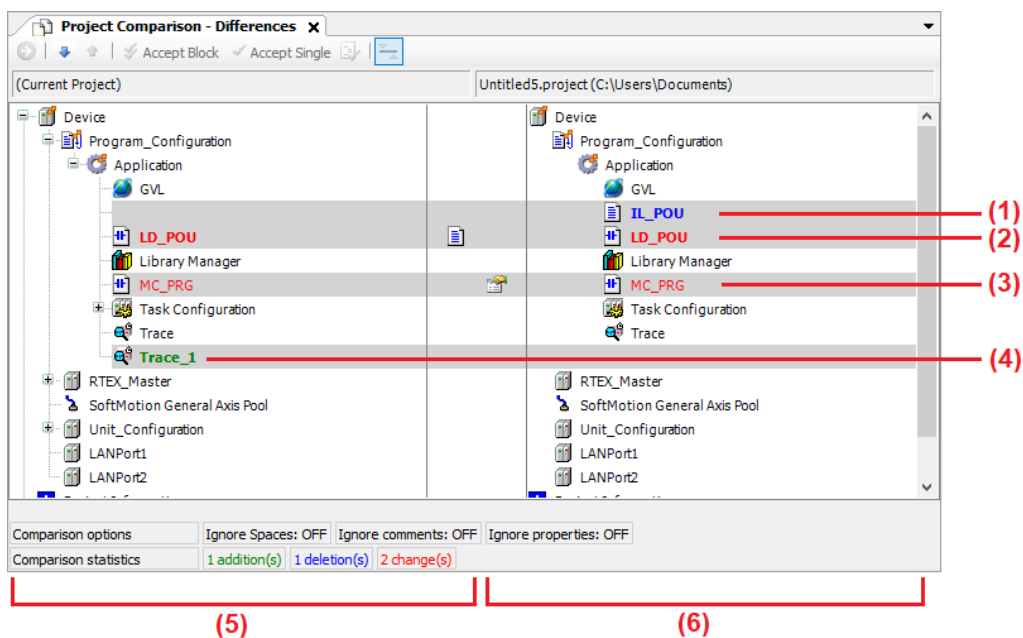 Project Comparison - Differences X
Accept Block Accept Single
(Current Project) Untitled5.project (C:\Users\Documents)
Device Device
Program_Configuration Program_Configuration
Application Application
GVL GVL
IL_POU (1)
LD_POU LD_POU (2)
Library Manager Library Manager
MC_PRG MC_PRG (3)
Task Configuration Task Configuration
Trace Trace
Trace_1 (4)
RTEX_Master RTEX_Master
SoftMotion General Axis Pool SoftMotion General Axis Pool
Unit_Configuration Unit_Configuration
LANPort1 LANPort1
LANPort2 LANPort2
Comparison options Ignore Spaces: OFF Ignore comments: OFF Ignore properties: OFF
Comparison statistics 1 addition(s) 1 deletion(s) 2 change(s)
(5) (6)